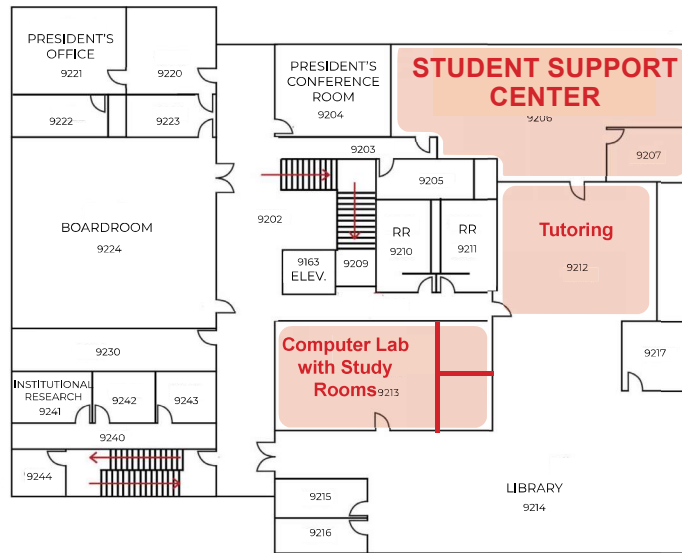 PRESIDENT'S
OFFICE
9221
9220
PRESIDENT'S
CONFERENCE
ROOM
9204
STUDENT SUPPORT
CENTER
9206
9222
9223
9203
9207
9205
9202
BOARDROOM
9224
RR
9210
RR
9211
Tutoring
9212
9163
ELEV.
9209
9230
Computer Lab
with Study
Rooms
9213
9217
INSTITUTIONAL
RESEARCH
9241
9242
9243
9240
9244
9215
9216
LIBRARY
9214